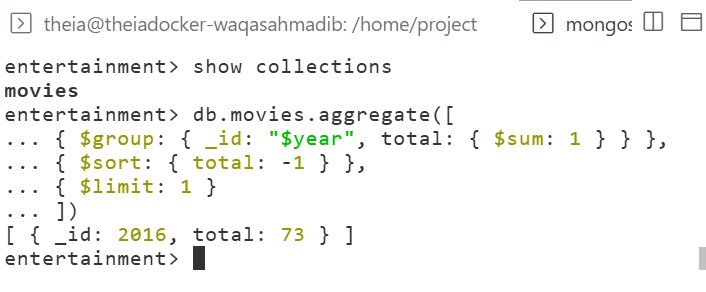 theia@theiadocker-waqasahmadib: /home/project mongos
entertainment> show collections
movies
entertainment> db.movies.aggregate([
... { $group: { _id: "$year", total: { $sum: 1 } } },
... { $sort: { total: -1 } },
... { $limit: 1 }
... ])
[ { _id: 2016, total: 73 } ]
entertainment>